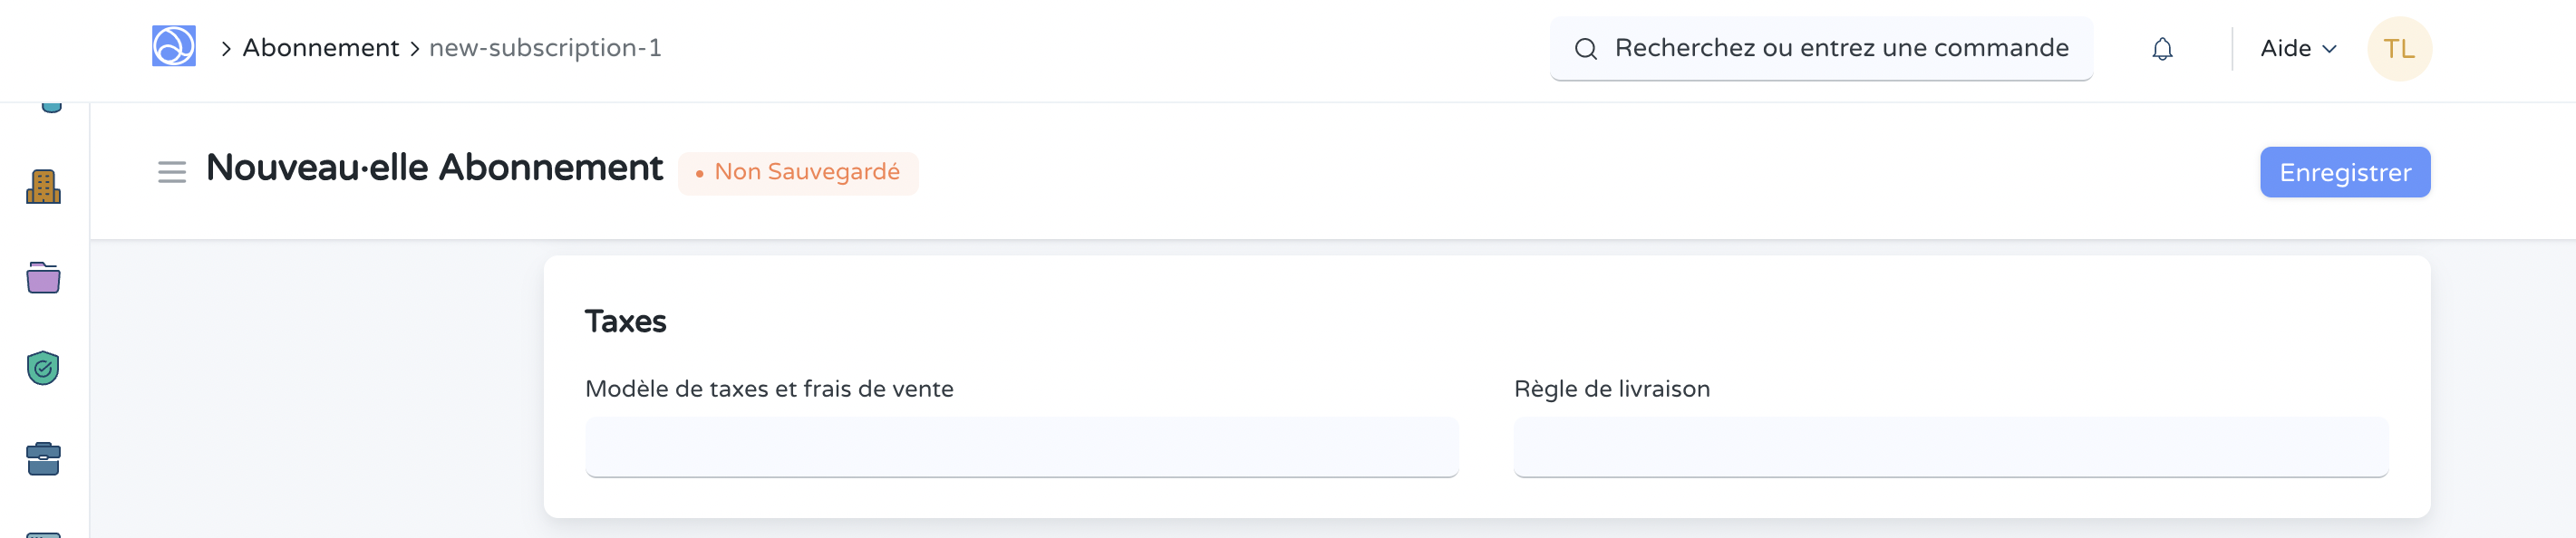 Abonnement
new-subscription-1
Recherchez ou entrez une commande
Aide
TL
Nouveau·elle Abonnement
Non Sauvegardé
Enregistrer
Taxes
Modèle de taxes et frais de vente
Règle de livraison